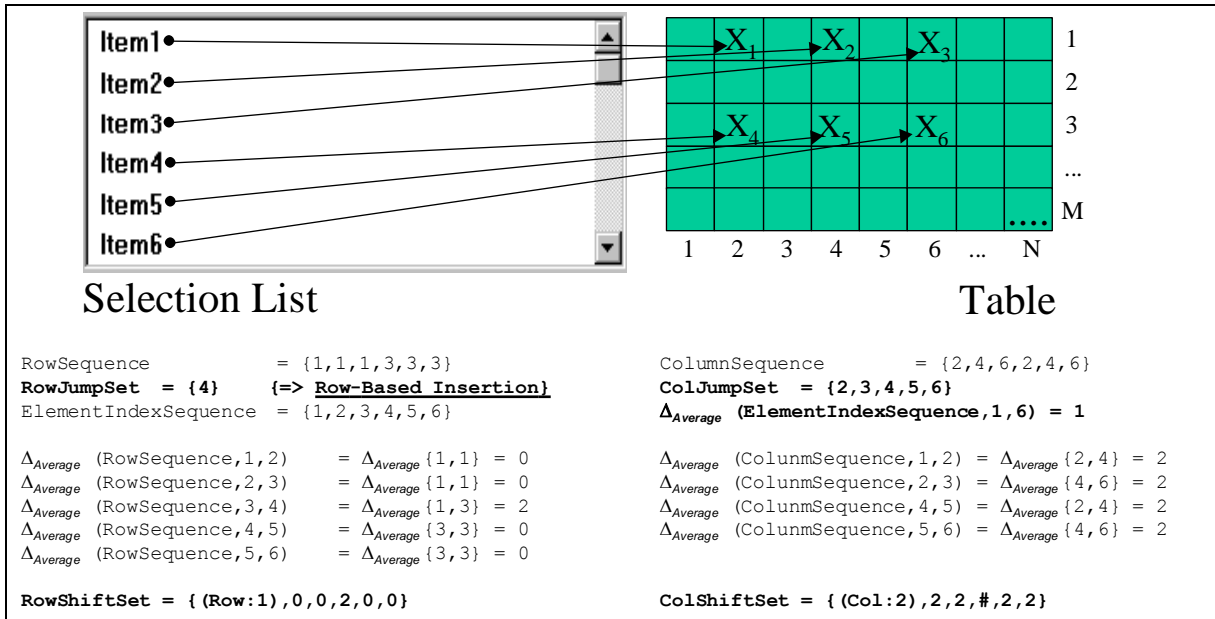 Item1
Item2
Item3
Item4
Item5
Item6
Selection List
X1 X2 X3
X4 X5 X6
....
1
2
3
...
M
1 2 3 4 5 6 ... N
Table
RowSequence = {1,1,1,3,3,3}
RowJumpSet = {4} {=> Row-Based Insertion}
ElementIndexSequence = {1,2,3,4,5,6}
ΔAverage (RowSequence,1,2) = ΔAverage{1,1} = 0
ΔAverage (RowSequence,2,3) = ΔAverage{1,1} = 0
ΔAverage (RowSequence,3,4) = ΔAverage{1,3} = 2
ΔAverage (RowSequence,4,5) = ΔAverage{3,3} = 0
ΔAverage (RowSequence,5,6) = ΔAverage{3,3} = 0
RowShiftSet = {(Row:1),0,0,2,0,0}
ColumnSequence = {2,4,6,2,4,6}
ColJumpSet = {2,3,4,5,6}
ΔAverage (ElementIndexSequence,1,6) = 1
ΔAverage (ColunmSequence,1,2) = ΔAverage{2,4} = 2
ΔAverage (ColunmSequence,2,3) = ΔAverage{4,6} = 2
ΔAverage (ColunmSequence,4,5) = ΔAverage{2,4} = 2
ΔAverage (ColunmSequence,5,6) = ΔAverage{4,6} = 2
ColShiftSet = {(Col:2),2,2,#,2,2}